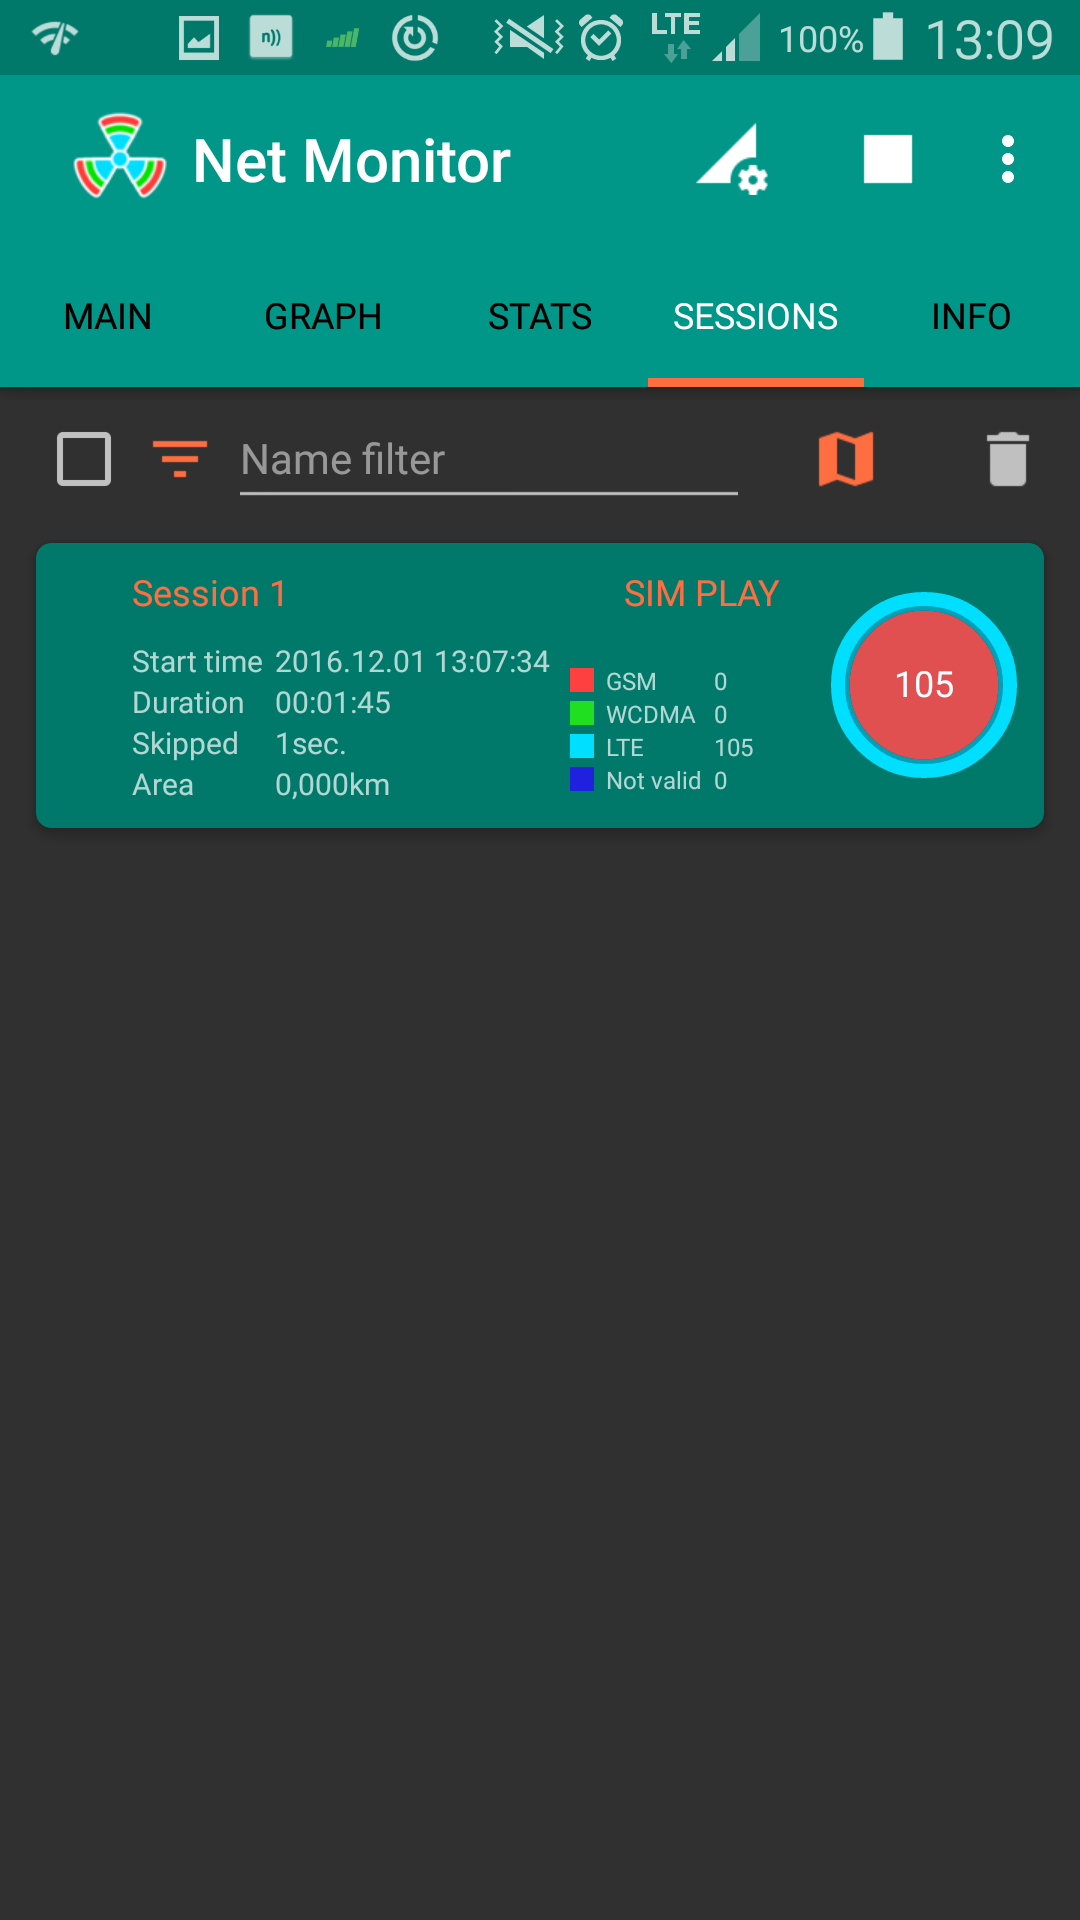 n)) LTE 100% 13:09
Net Monitor
MAIN GRAPH STATS SESSIONS INFO
Name filter
Session 1 SIM PLAY
Start time 2016.12.01 13:07:34
Duration 00:01:45
Skipped 1sec.
Area 0,000km
GSM 0
WCDMA 0
LTE 105
Not valid 0
105